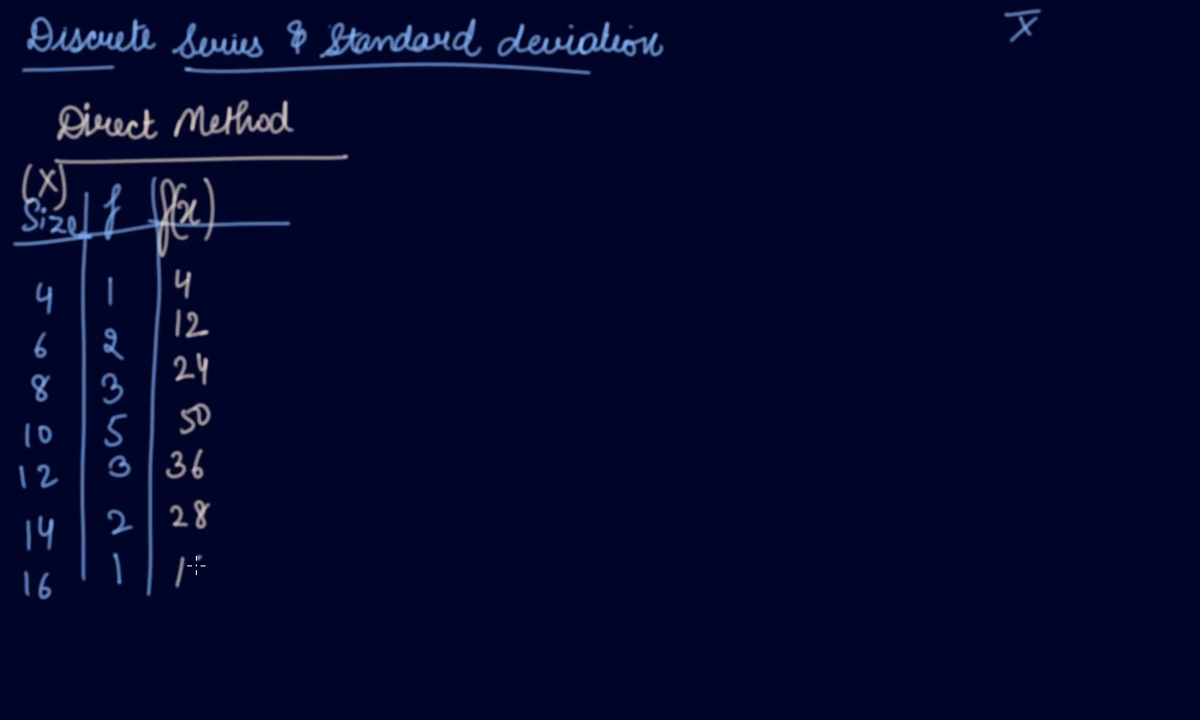 Discrete Series & Standard deviation
X̅
Direct Method
(X)
Size f f(x)
4 1 4
6 2 12
8 3 24
10 5 50
12 3 36
14 2 28
16 1 1